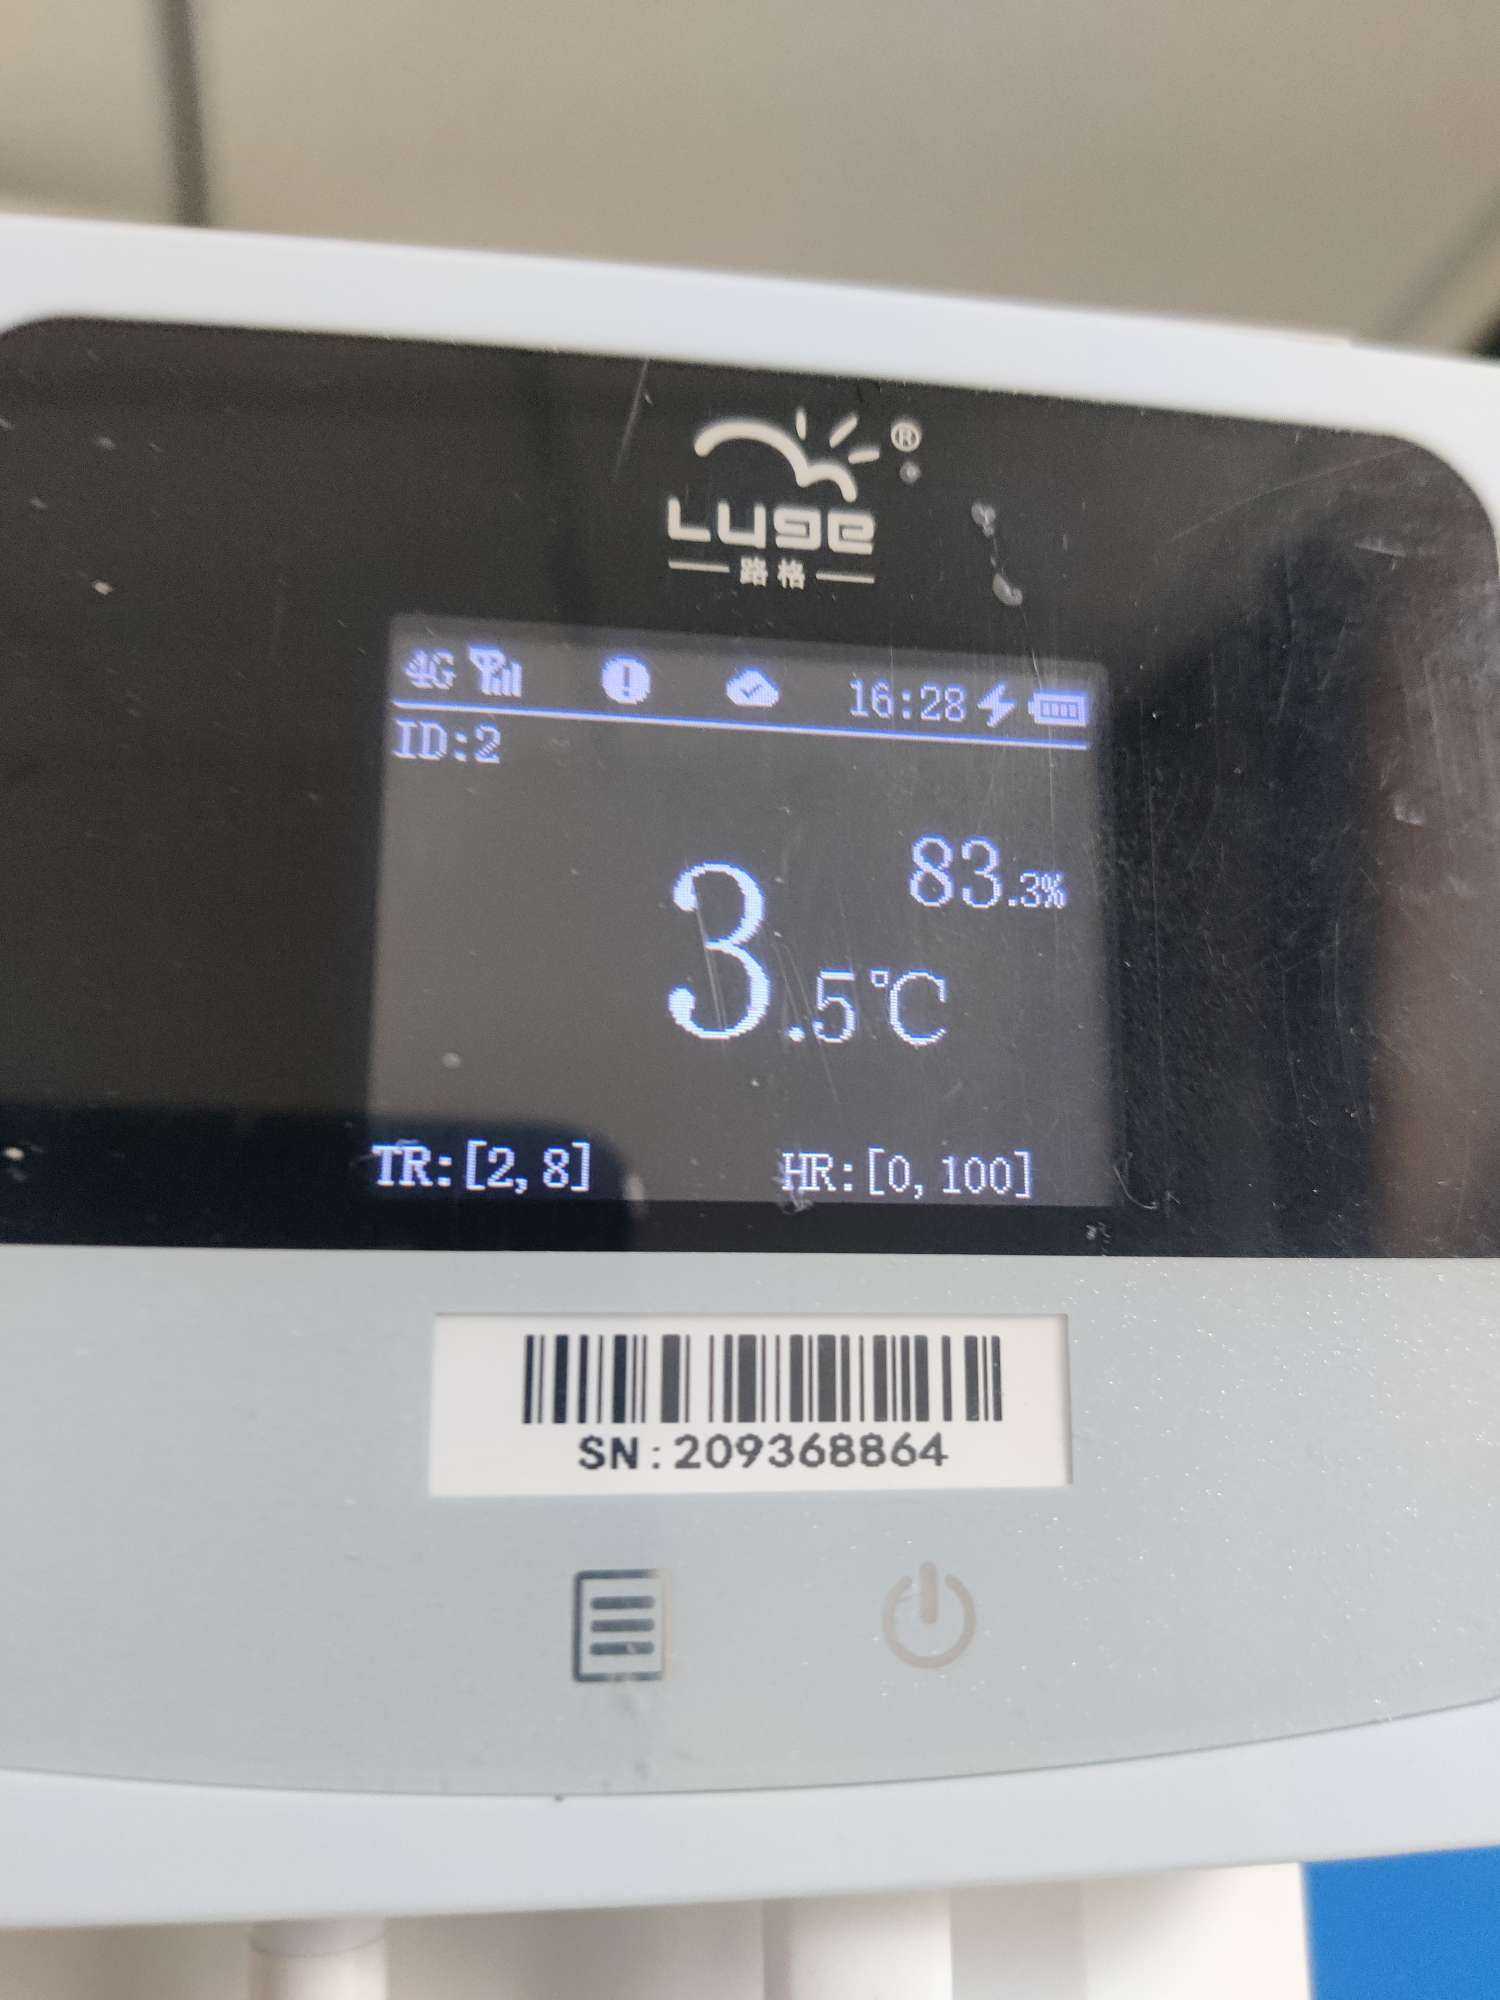 Luge®
路格
4G 16:28
ID:2
83.3%
3.5℃
TR:[2,8] HR:[0,100]
SN:209368864